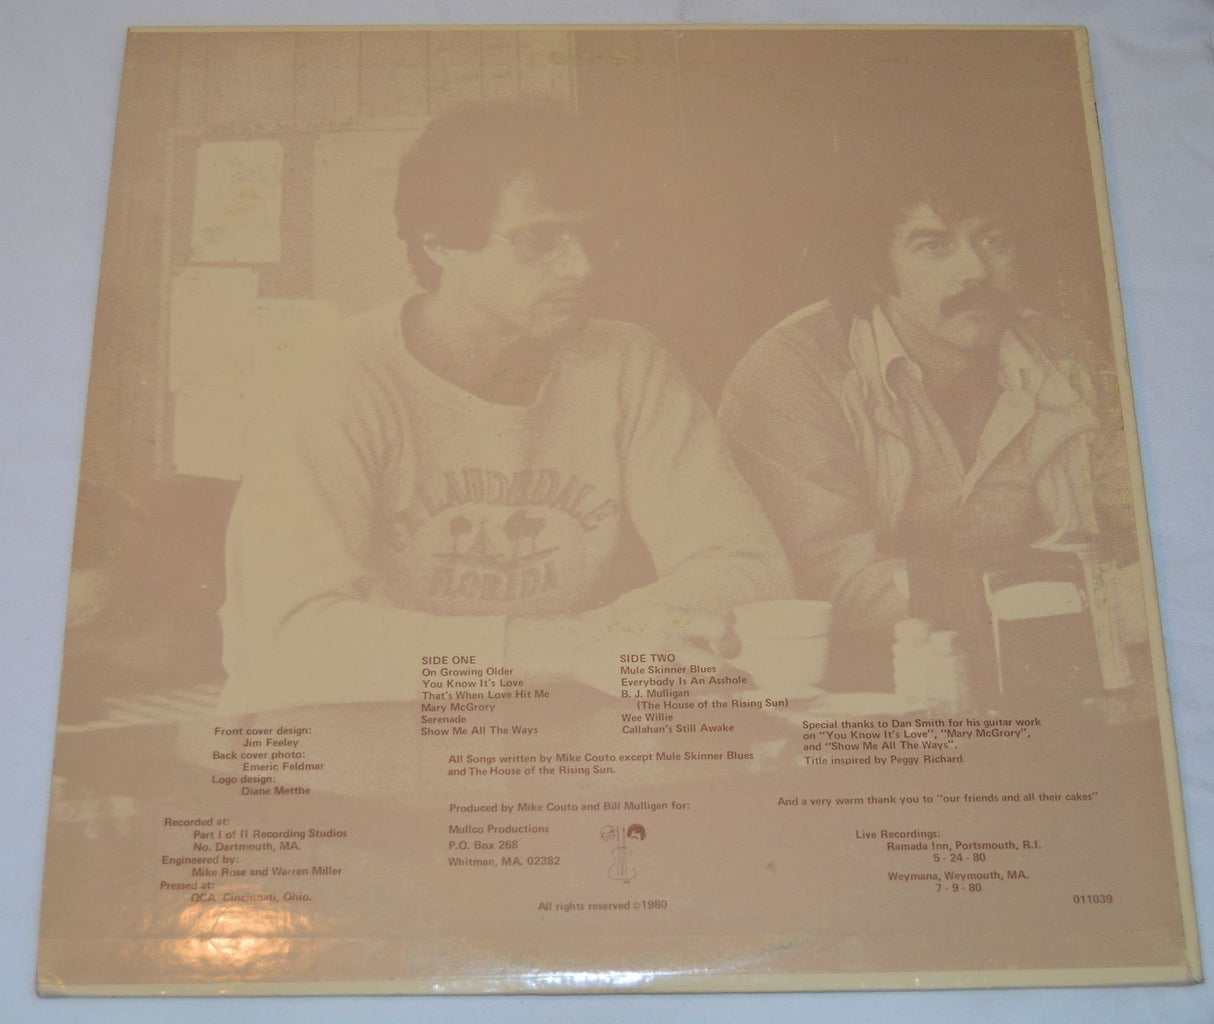 FT. LAUDERDALE
FLORIDA
SIDE ONE
On Growing Older
You Know It's Love
That's When Love Hit Me
Mary McGrory
Serenade
Show Me All The Ways
SIDE TWO
Mule Skinner Blues
Everybody Is An Asshole
B. J. Mulligan
(The House of the Rising Sun)
Wee Willie
Callahan's Still Awake
All Songs written by Mike Couto except Mule Skinner Blues
and The House of the Rising Sun.
Produced by Mike Couto and Bill Mulligan for:
Mullco Productions
P.O. Box 268
Whitman, MA. 02382
All rights reserved ©1980
Front cover design:
Jim Feeley
Back cover photo:
Emeric Feldmar
Logo design:
Diane Metthe
Recorded at:
Part I of II Recording Studios
No. Dartmouth, MA.
Engineered by:
Mike Rose and Warren Miller
Pressed at:
QCA Cincinnati, Ohio.
Special thanks to Dan Smith for his guitar work
on "You Know It's Love", "Mary McGrory",
and "Show Me All The Ways".
Title inspired by Peggy Richard
And a very warm thank you to "our friends and all their cakes"
Live Recordings:
Ramada Inn, Portsmouth, R.I.
5 - 24 - 80
Weymana, Weymouth, MA.
7 - 9 - 80
011039